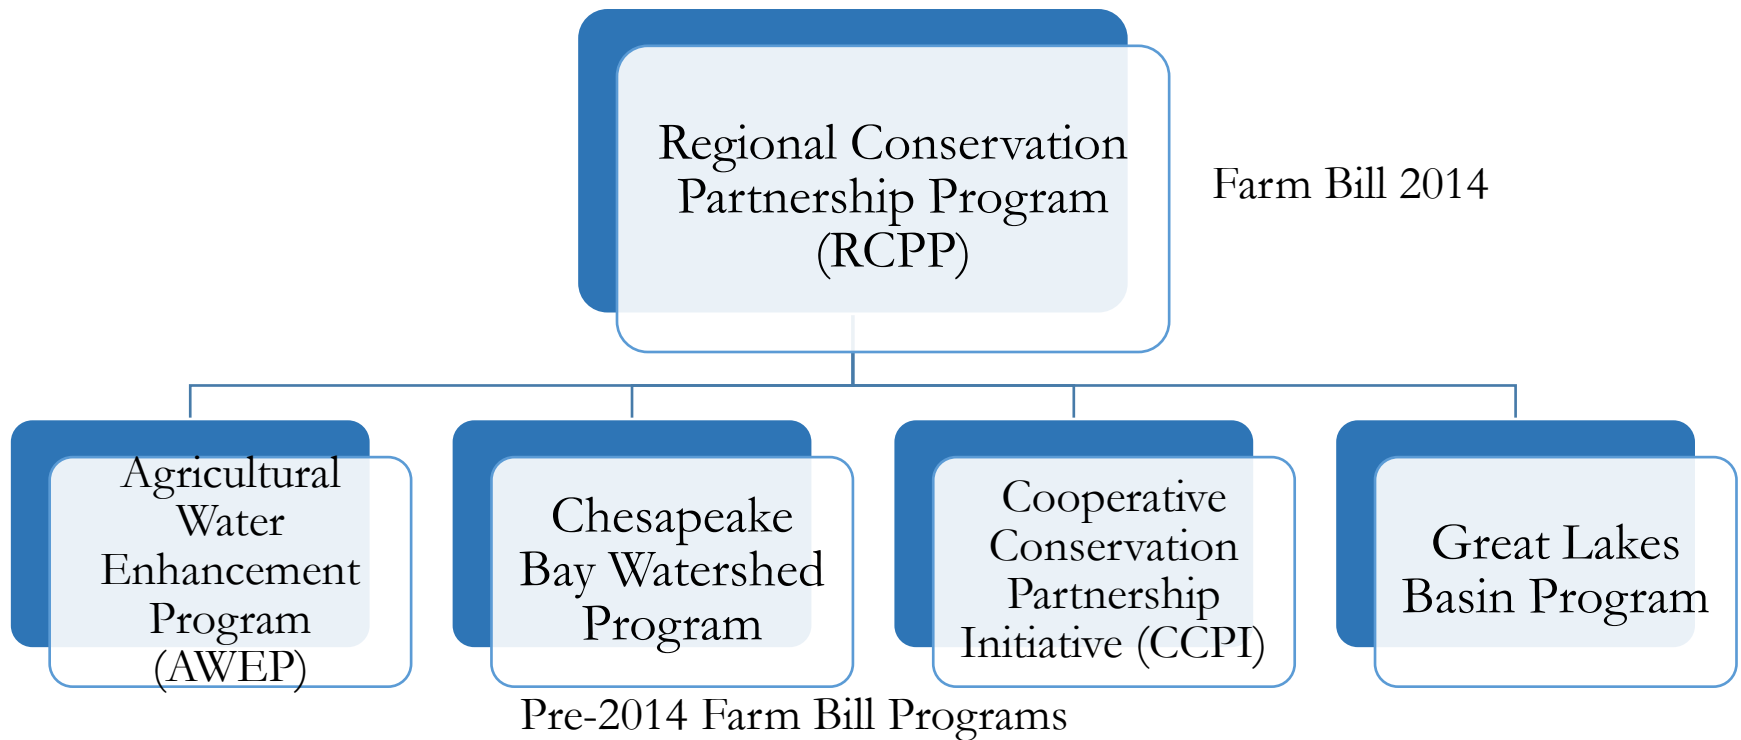 Regional Conservation
Partnership Program
(RCPP)
Farm Bill 2014
Agricultural
Water
Enhancement
Program
(AWEP)
Chesapeake
Bay Watershed
Program
Cooperative
Conservation
Partnership
Initiative (CCPI)
Great Lakes
Basin Program
Pre-2014 Farm Bill Programs